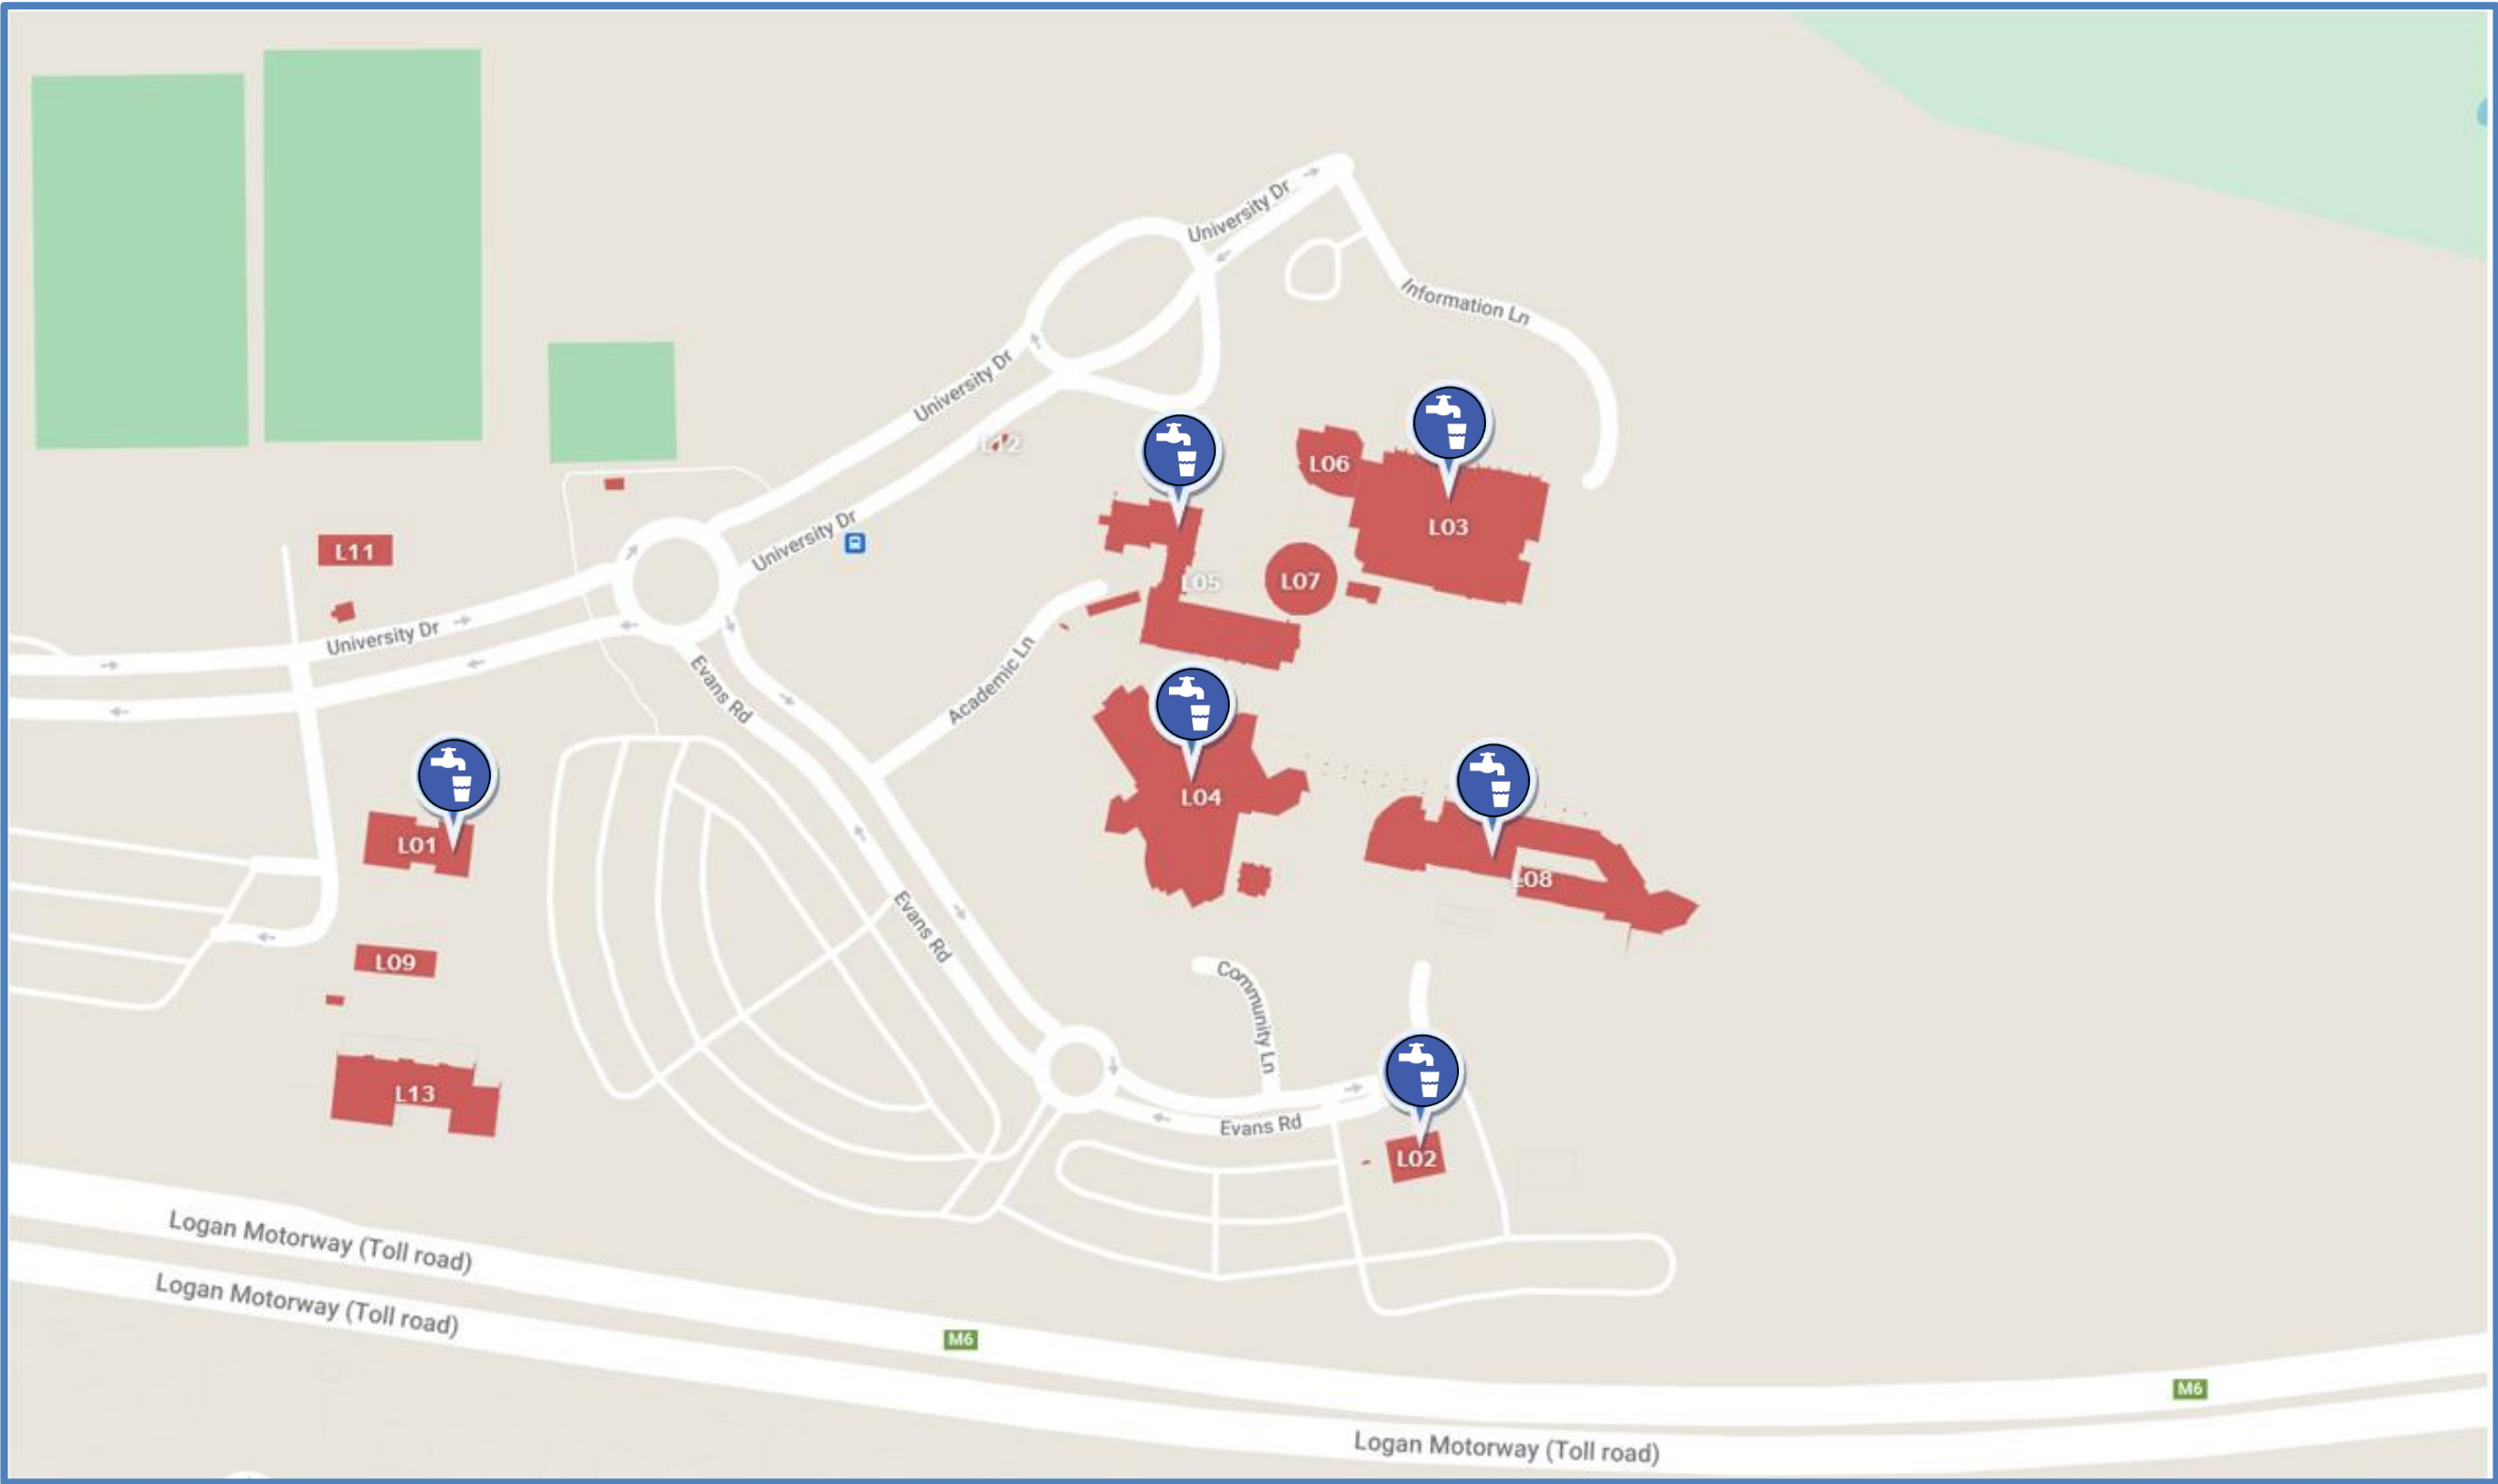 University Dr
Information Ln
University Dr
L12
L06
L03
University Dr
L11
L05
L07
University Dr
Academic Ln
Evans Rd
L04
L01
L08
Evans Rd
L09
Community Ln
L13
Evans Rd
L02
Logan Motorway (Toll road)
Logan Motorway (Toll road)
M6
M6
Logan Motorway (Toll road)